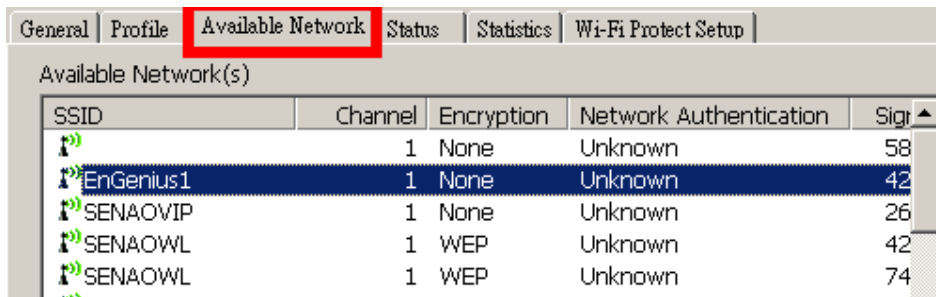 General Profile Available Network Status Statistics Wi-Fi Protect Setup
Available Network(s)
SSID Channel Encryption Network Authentication Sigr
1 None Unknown 58
EnGenius1 1 None Unknown 42
SENAOVIP 1 None Unknown 26
SENAOWL 1 WEP Unknown 42
SENAOWL 1 WEP Unknown 74